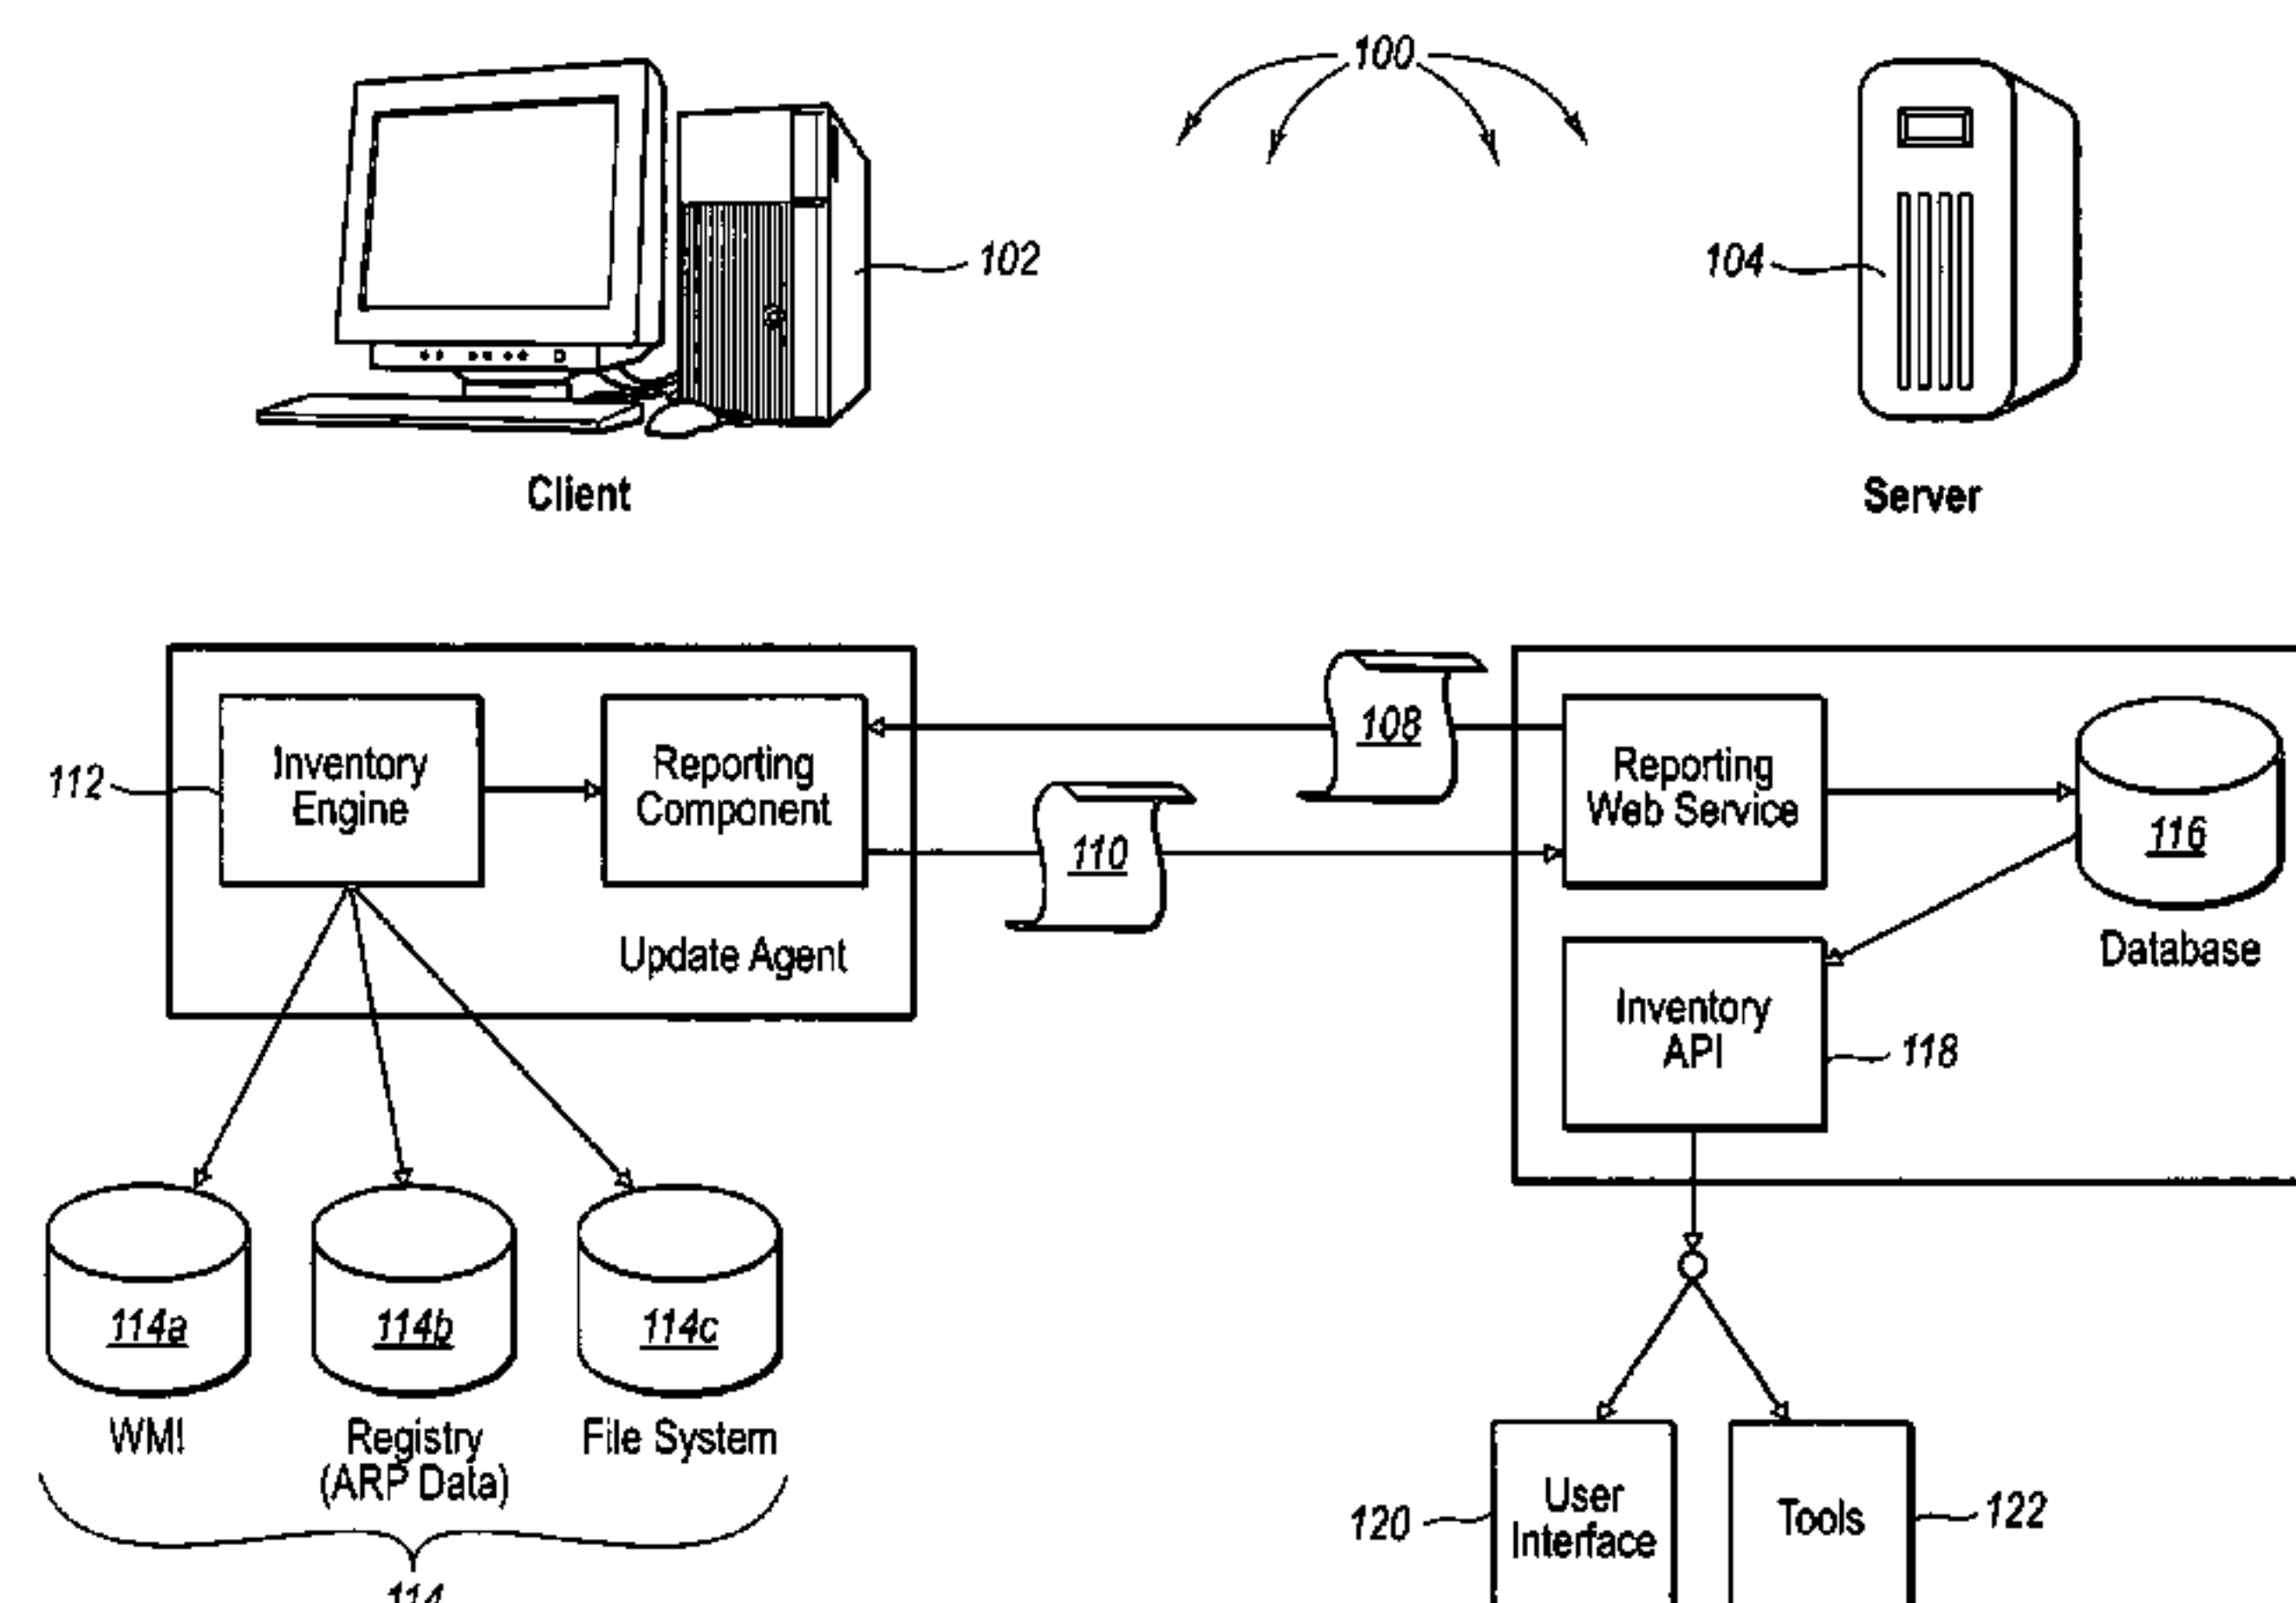 100
102
104
Client
Server
108
112
Inventory
Engine
Reporting
Component
110
Reporting
Web Service
116
Update Agent
Database
Inventory
API
118
114a
114b
114c
WMI
Registry
(ARP Data)
File System
114
120
User
Interface
Tools
122